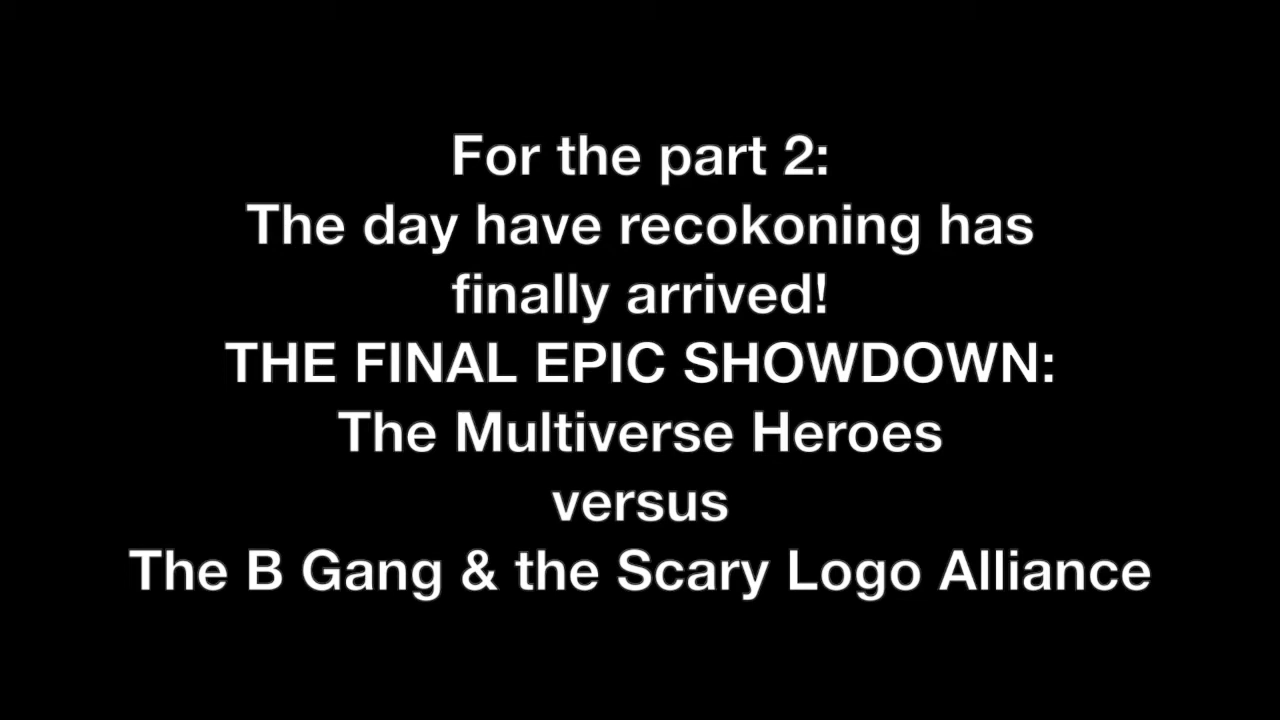 For the part 2:
The day have recokoning has
finally arrived!
THE FINAL EPIC SHOWDOWN:
The Multiverse Heroes
versus
The B Gang & the Scary Logo Alliance